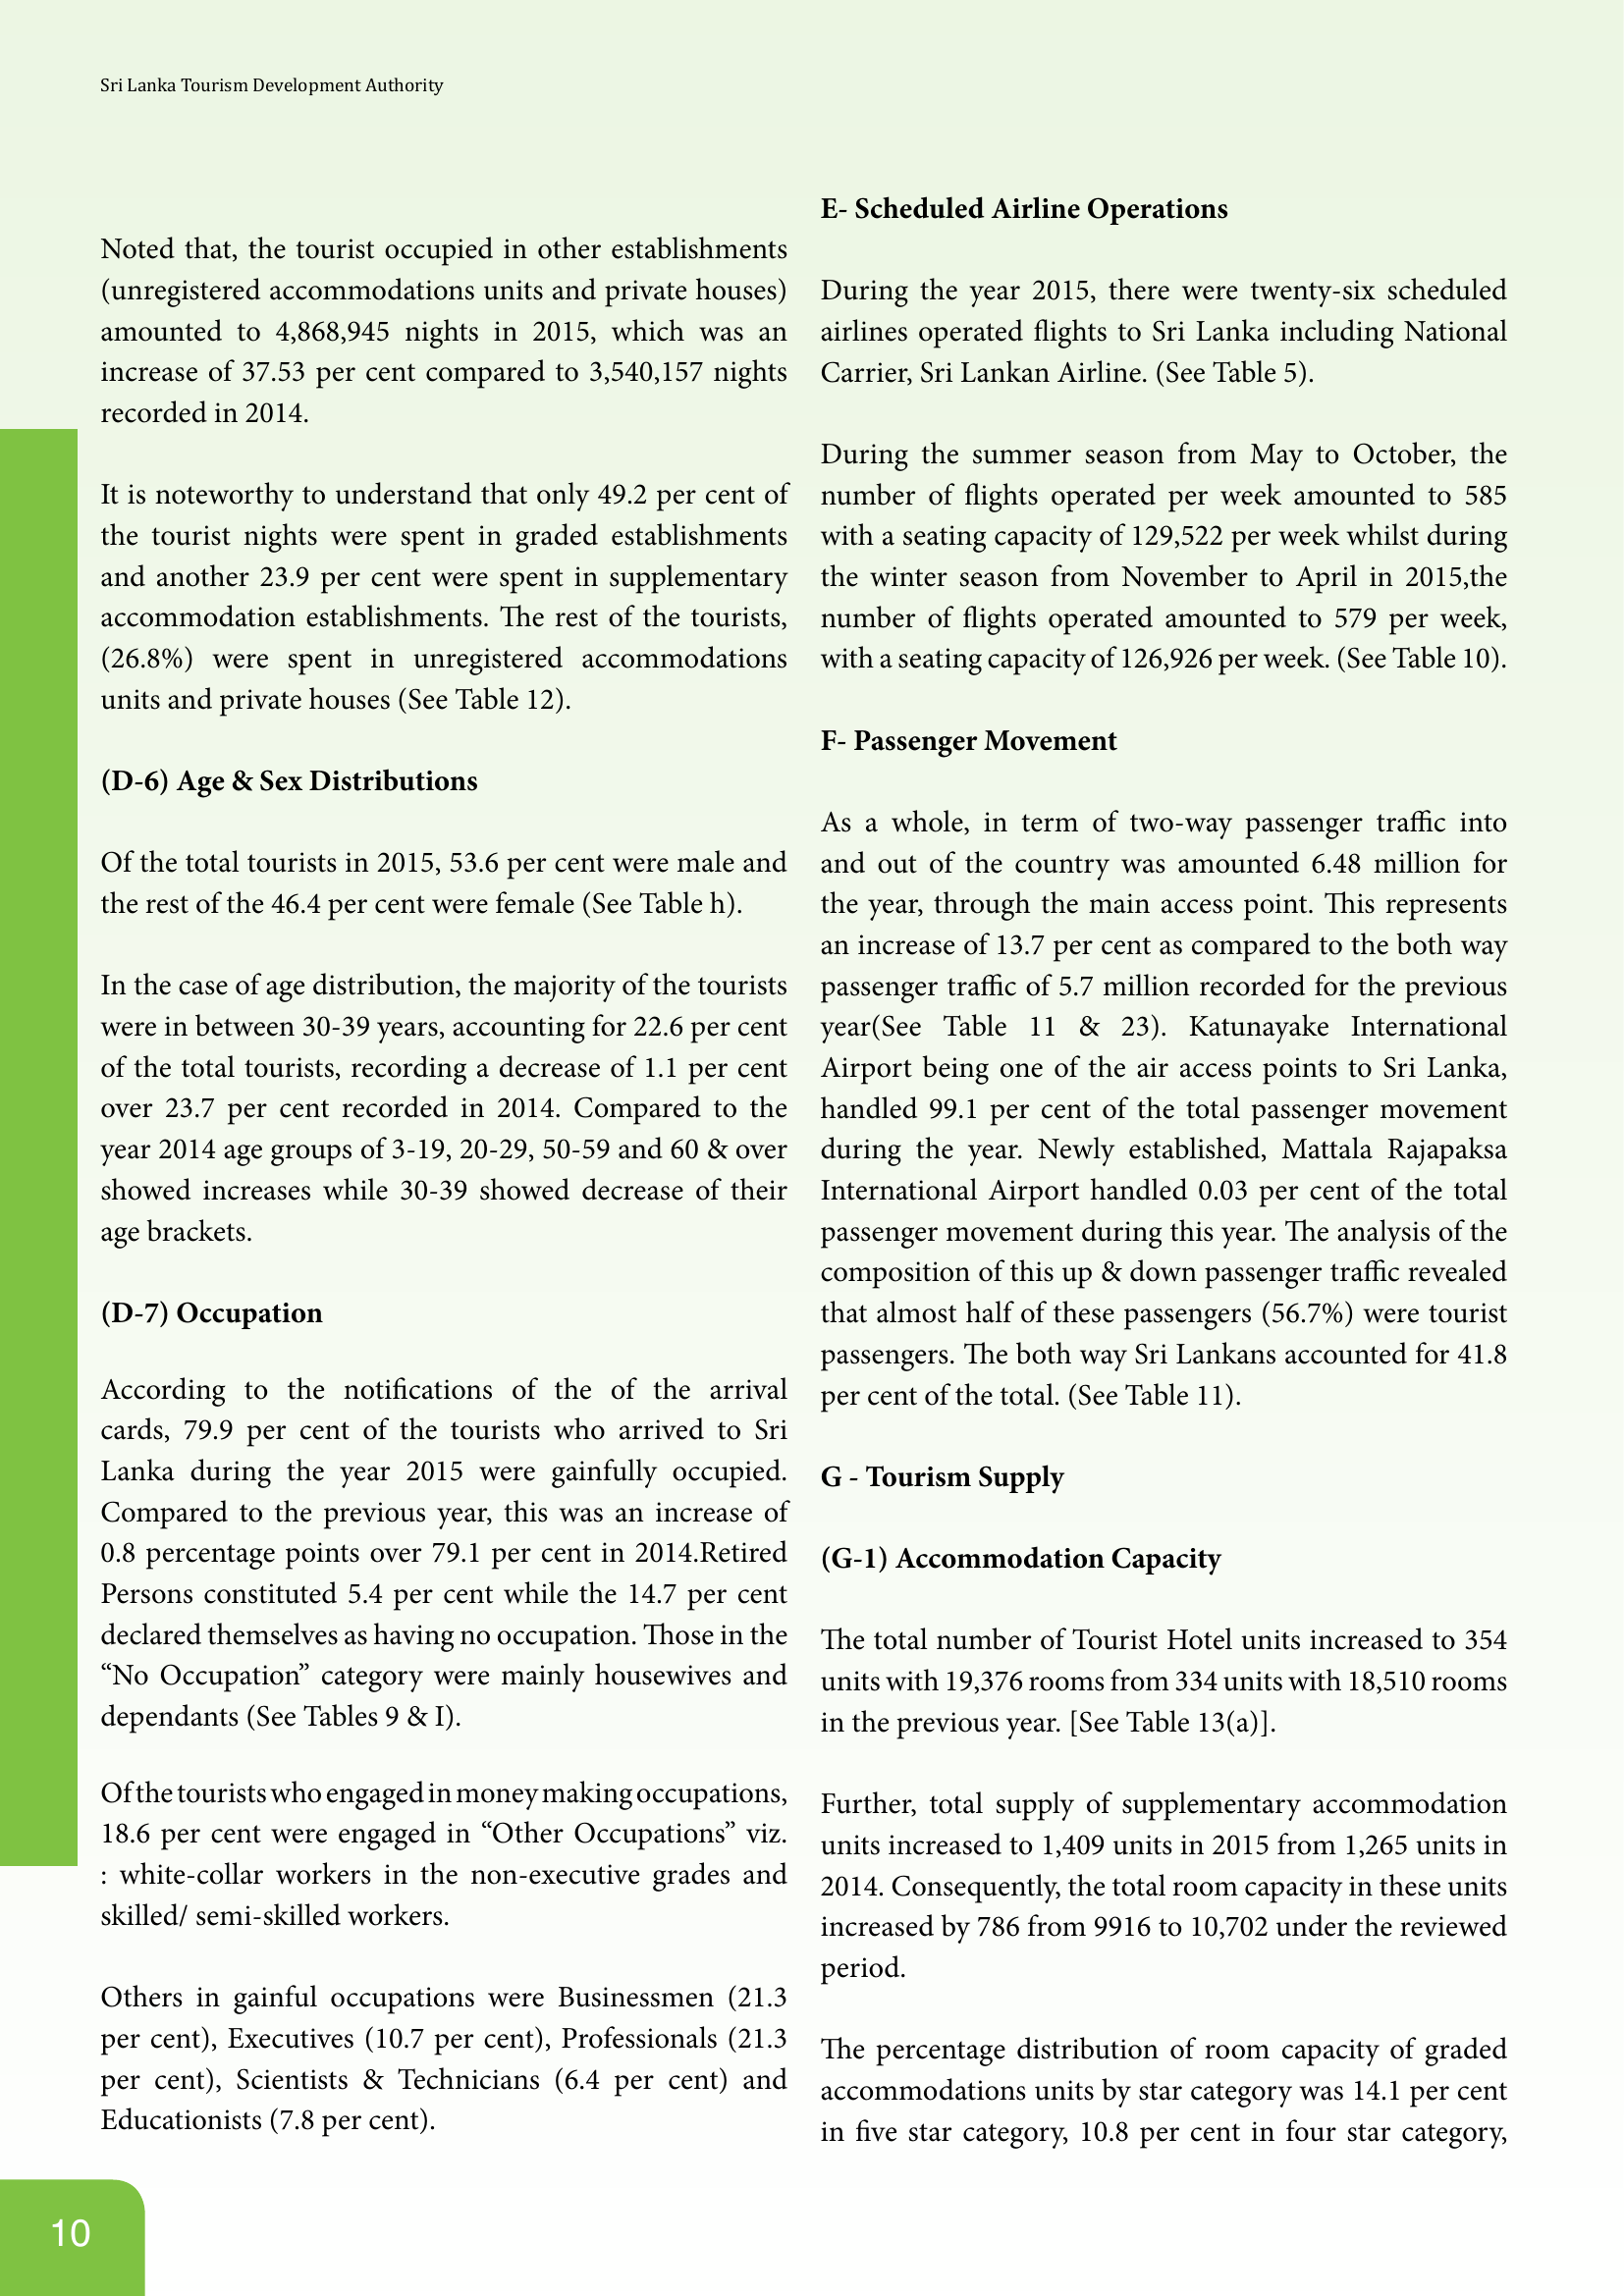 Sri Lanka Tourism Development Authority
Noted that, the tourist occupied in other establishments
(unregistered accommodations units and private houses)
amounted to 4,868,945 nights in 2015, which was an
increase of 37.53 per cent compared to 3,540,157 nights
recorded in 2014.
It is noteworthy to understand that only 49.2 per cent of
the tourist nights were spent in graded establishments
and another 23.9 per cent were spent in supplementary
accommodation establishments. The rest of the tourists,
(26.8%) were spent in unregistered accommodations
units and private houses (See Table 12).
(D-6) Age & Sex Distributions
Of the total tourists in 2015, 53.6 per cent were male and
the rest of the 46.4 per cent were female (See Table h).
In the case of age distribution, the majority of the tourists
were in between 30-39 years, accounting for 22.6 per cent
of the total tourists, recording a decrease of 1.1 per cent
over 23.7 per cent recorded in 2014. Compared to the
year 2014 age groups of 3-19, 20-29, 50-59 and 60 & over
showed increases while 30-39 showed decrease of their
age brackets.
(D-7) Occupation
According to the notifications of the of the arrival
cards, 79.9 per cent of the tourists who arrived to Sri
Lanka during the year 2015 were gainfully occupied.
Compared to the previous year, this was an increase of
0.8 percentage points over 79.1 per cent in 2014.Retired
Persons constituted 5.4 per cent while the 14.7 per cent
declared themselves as having no occupation. Those in the
“No Occupation” category were mainly housewives and
dependants (See Tables 9 & I).
Of the tourists who engaged in money making occupations,
18.6 per cent were engaged in “Other Occupations” viz.
: white-collar workers in the non-executive grades and
skilled/ semi-skilled workers.
Others in gainful occupations were Businessmen (21.3
per cent), Executives (10.7 per cent), Professionals (21.3
per cent), Scientists & Technicians (6.4 per cent) and
Educationists (7.8 per cent).
E- Scheduled Airline Operations
During the year 2015, there were twenty-six scheduled
airlines operated flights to Sri Lanka including National
Carrier, Sri Lankan Airline. (See Table 5).
During the summer season from May to October, the
number of flights operated per week amounted to 585
with a seating capacity of 129,522 per week whilst during
the winter season from November to April in 2015,the
number of flights operated amounted to 579 per week,
with a seating capacity of 126,926 per week. (See Table 10).
F- Passenger Movement
As a whole, in term of two-way passenger traffic into
and out of the country was amounted 6.48 million for
the year, through the main access point. This represents
an increase of 13.7 per cent as compared to the both way
passenger traffic of 5.7 million recorded for the previous
year(See Table 11 & 23). Katunayake International
Airport being one of the air access points to Sri Lanka,
handled 99.1 per cent of the total passenger movement
during the year. Newly established, Mattala Rajapaksa
International Airport handled 0.03 per cent of the total
passenger movement during this year. The analysis of the
composition of this up & down passenger traffic revealed
that almost half of these passengers (56.7%) were tourist
passengers. The both way Sri Lankans accounted for 41.8
per cent of the total. (See Table 11).
G - Tourism Supply
(G-1) Accommodation Capacity
The total number of Tourist Hotel units increased to 354
units with 19,376 rooms from 334 units with 18,510 rooms
in the previous year. [See Table 13(a)].
Further, total supply of supplementary accommodation
units increased to 1,409 units in 2015 from 1,265 units in
2014. Consequently, the total room capacity in these units
increased by 786 from 9916 to 10,702 under the reviewed
period.
The percentage distribution of room capacity of graded
accommodations units by star category was 14.1 per cent
in five star category, 10.8 per cent in four star category,
10